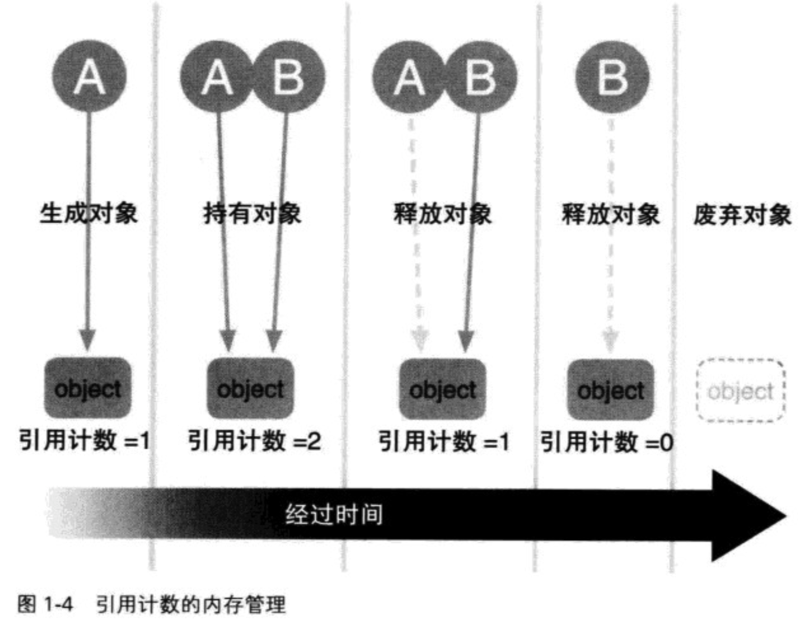 A A B A B B
生成对象 持有对象 释放对象 释放对象 废弃对象
object object object object object
引用计数 =1 引用计数 =2 引用计数 =1 引用计数 =0
经过时间
图 1-4 引用计数的内存管理